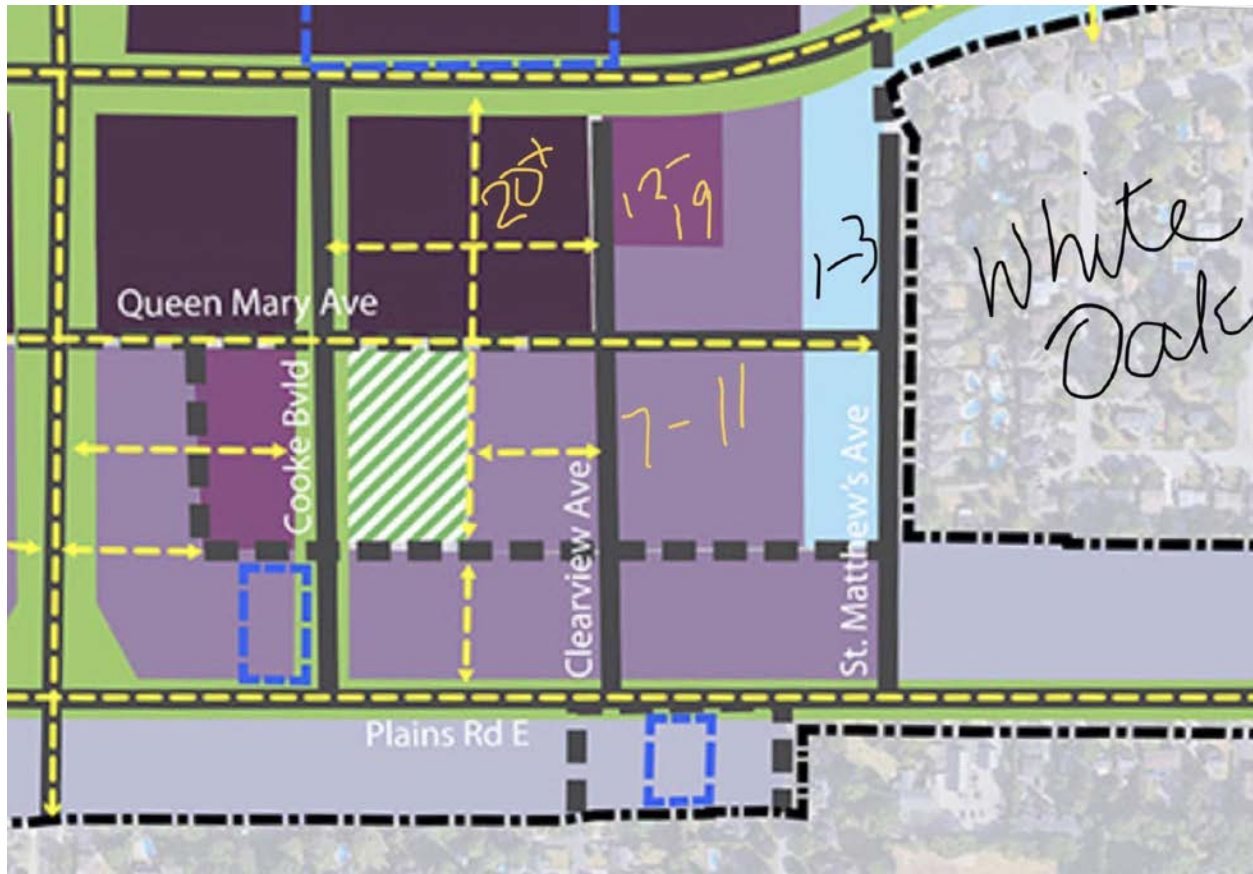 20+
12-
19
1-3
White
Oak
Queen Mary Ave
7-11
Cooke Bvld
Clearview Ave
St. Matthew's Ave
Plains Rd E